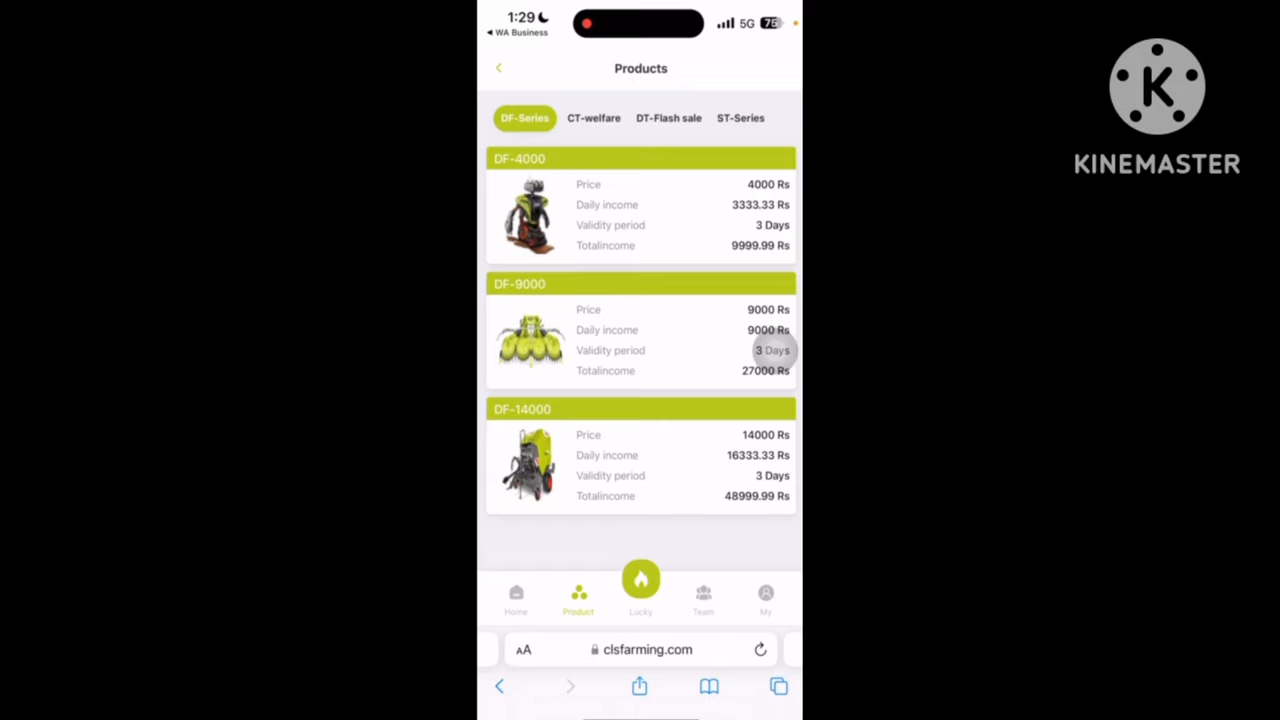 1:29
5G 75
◄ WA Business
Products
DF-Series CT-welfare DT-Flash sale ST-Series
DF-4000
Price 4000 Rs
Daily income 3333.33 Rs
Validity period 3 Days
Totalincome 9999.99 Rs
DF-9000
Price 9000 Rs
Daily income 9000 Rs
Validity period 3 Days
Totalincome 27000 Rs
DF-14000
Price 14000 Rs
Daily income 16333.33 Rs
Validity period 3 Days
Totalincome 48999.99 Rs
Home Product Lucky Team My
AA clsfarming.com
K
KINEMASTER